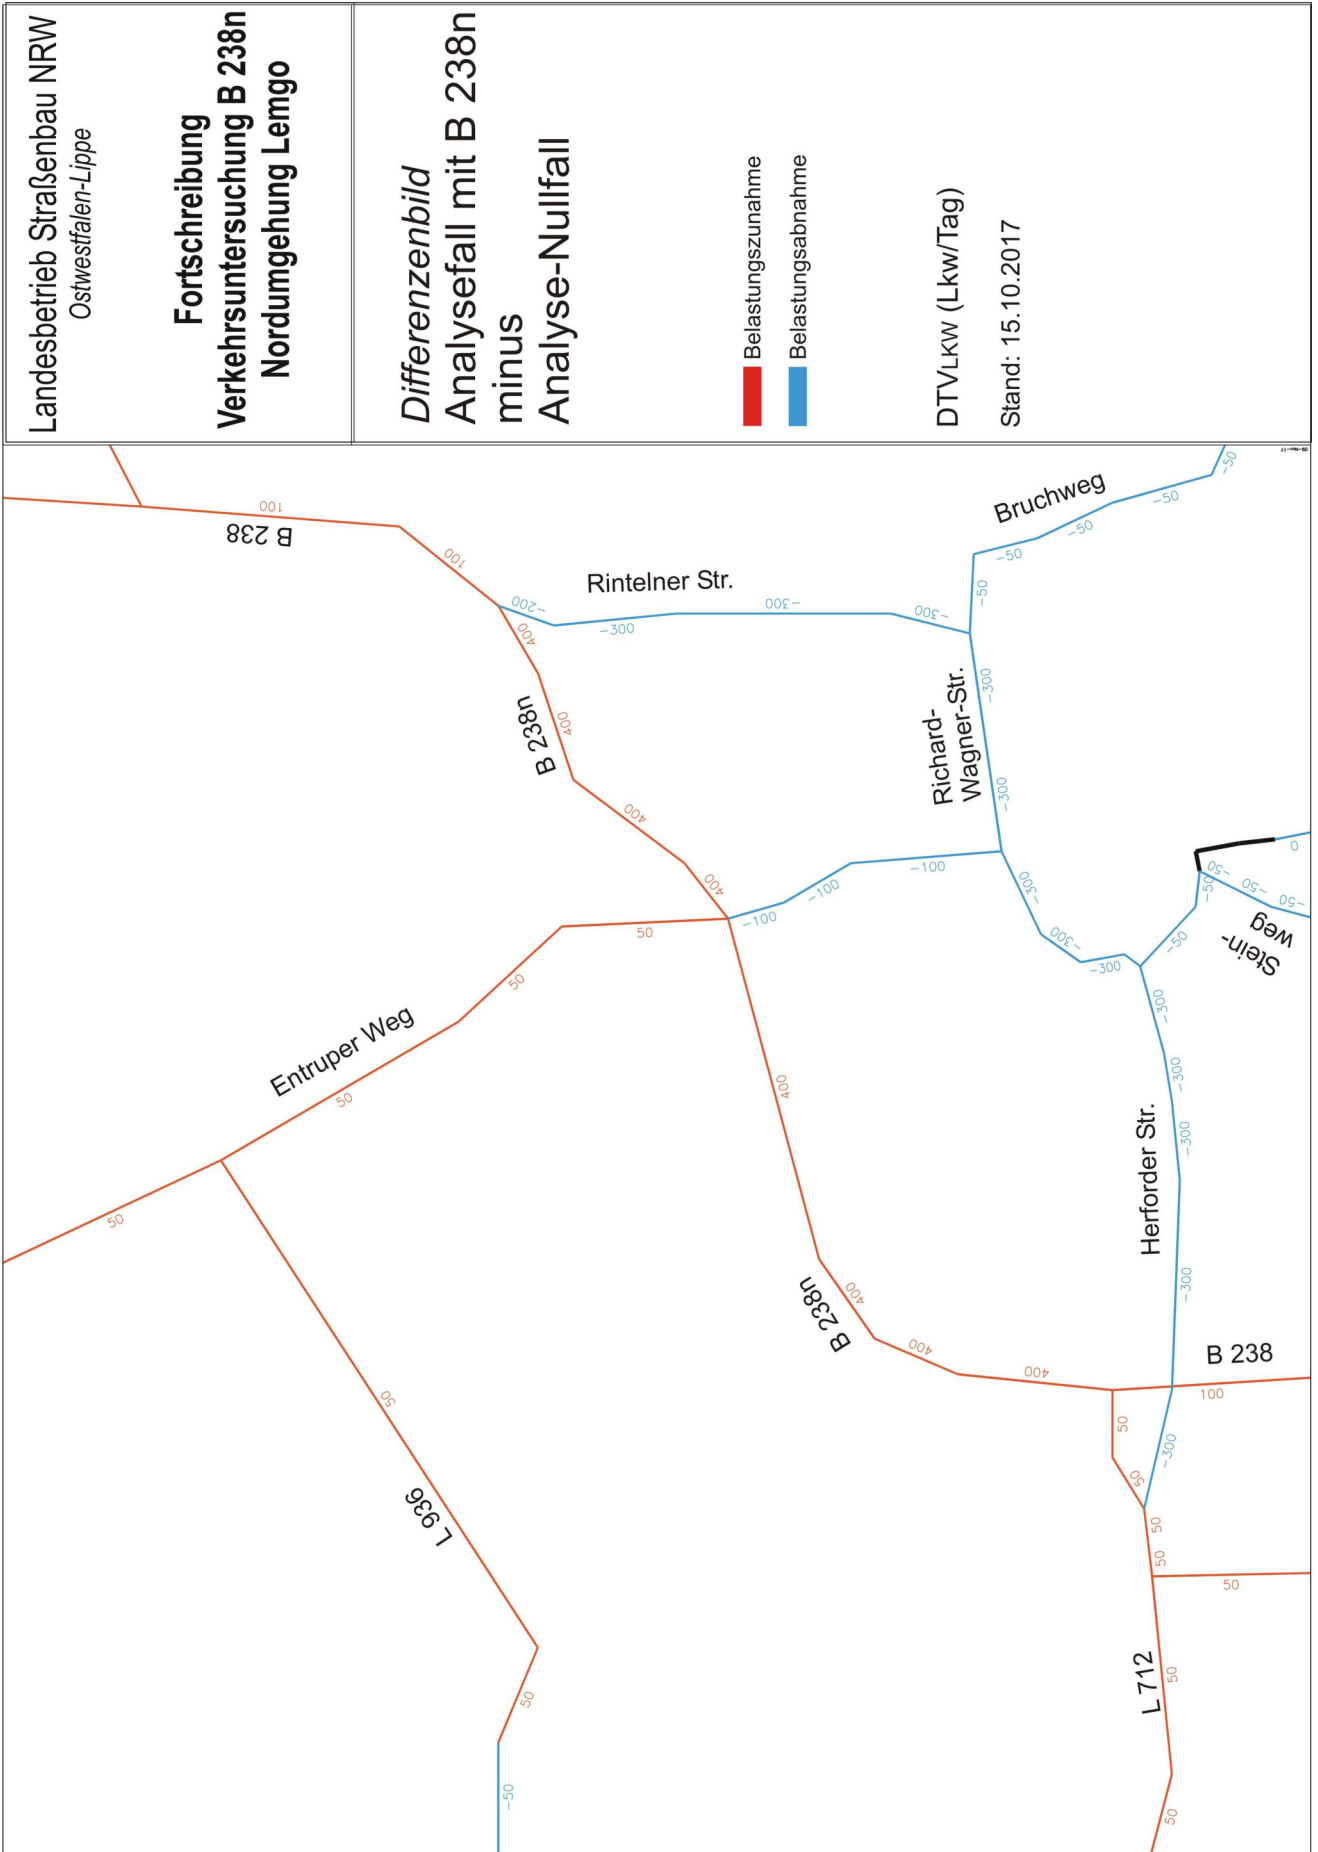 Landesbetrieb Straßenbau NRW
Ostwestfalen-Lippe
Fortschreibung
Verkehrsuntersuchung B 238n
Nordumgehung Lemgo
Differenzenbild
Analysefall mit B 238n
minus
Analyse-Nullfall
Belastungszunahme
Belastungsabnahme
DTVLKW (Lkw/Tag)
Stand: 15.10.2017
100
B 238
100
-200
Rintelner Str.
-300
-300
-300
400
B 238n
400
400
400
Bruchweg
-50
-50
-50
-50
-50
Richard-
Wagner-Str.
-300
-300
-100
-100
-100
50
50
Entruper Weg
50
50
-300
-300
-300
-50
-50
-50
-50
-50
0
Stein-
weg
400
-300
-300
-300
Herforder Str.
-300
B 238n
400
400
400
B 238
100
50
50
-300
50
50
50
L 936
50
50
-50
L 712
50
50